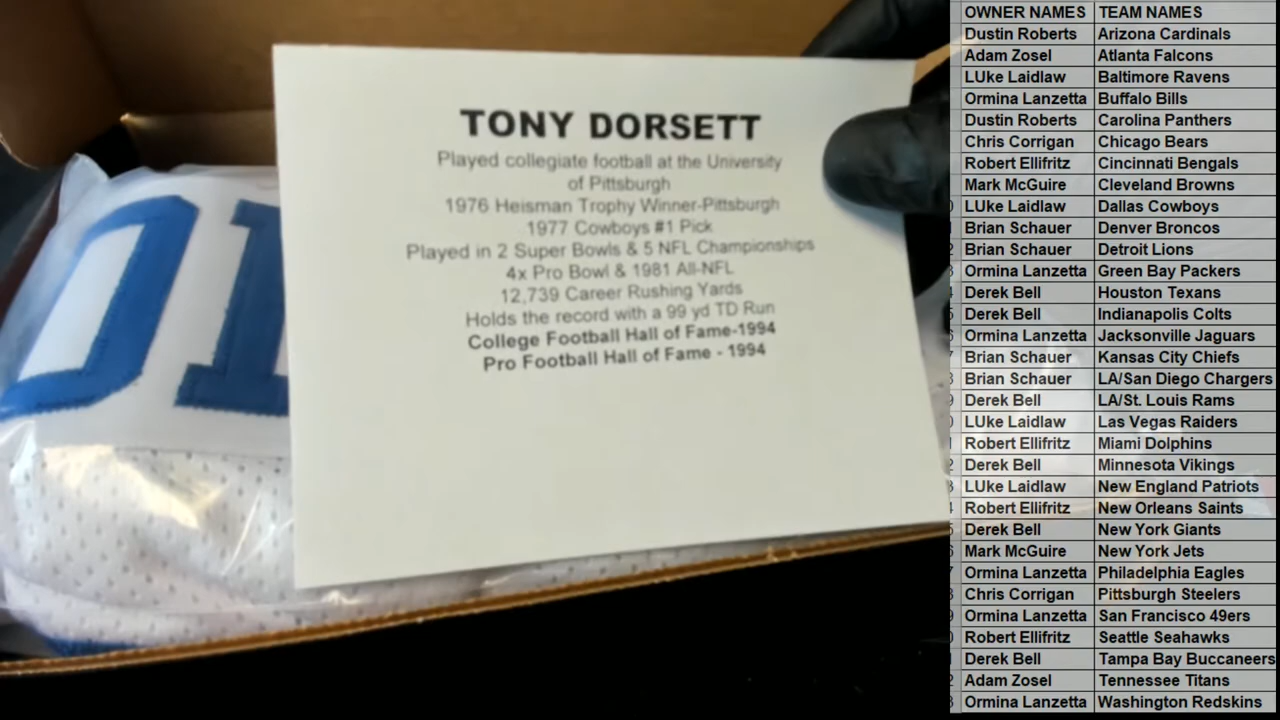 TONY DORSETT
Played collegiate football at the University
of Pittsburgh
1976 Heisman Trophy Winner-Pittsburgh
1977 Cowboys #1 Pick
Played in 2 Super Bowls & 5 NFL Championships
4x Pro Bowl & 1981 All-NFL
12,739 Career Rushing Yards
Holds the record with a 99 yd TD Run
College Football Hall of Fame-1994
Pro Football Hall of Fame - 1994
OWNER NAMES TEAM NAMES
Dustin Roberts Arizona Cardinals
Adam Zosel Atlanta Falcons
LUke Laidlaw Baltimore Ravens
Ormina Lanzetta Buffalo Bills
Dustin Roberts Carolina Panthers
Chris Corrigan Chicago Bears
Robert Ellifritz Cincinnati Bengals
Mark McGuire Cleveland Browns
LUke Laidlaw Dallas Cowboys
Brian Schauer Denver Broncos
Brian Schauer Detroit Lions
Ormina Lanzetta Green Bay Packers
Derek Bell Houston Texans
Derek Bell Indianapolis Colts
Ormina Lanzetta Jacksonville Jaguars
Brian Schauer Kansas City Chiefs
Brian Schauer LA/San Diego Chargers
Derek Bell LA/St. Louis Rams
LUke Laidlaw Las Vegas Raiders
Robert Ellifritz Miami Dolphins
Derek Bell Minnesota Vikings
LUke Laidlaw New England Patriots
Robert Ellifritz New Orleans Saints
Derek Bell New York Giants
Mark McGuire New York Jets
Ormina Lanzetta Philadelphia Eagles
Chris Corrigan Pittsburgh Steelers
Ormina Lanzetta San Francisco 49ers
Robert Ellifritz Seattle Seahawks
Derek Bell Tampa Bay Buccaneers
Adam Zosel Tennessee Titans
Ormina Lanzetta Washington Redskins